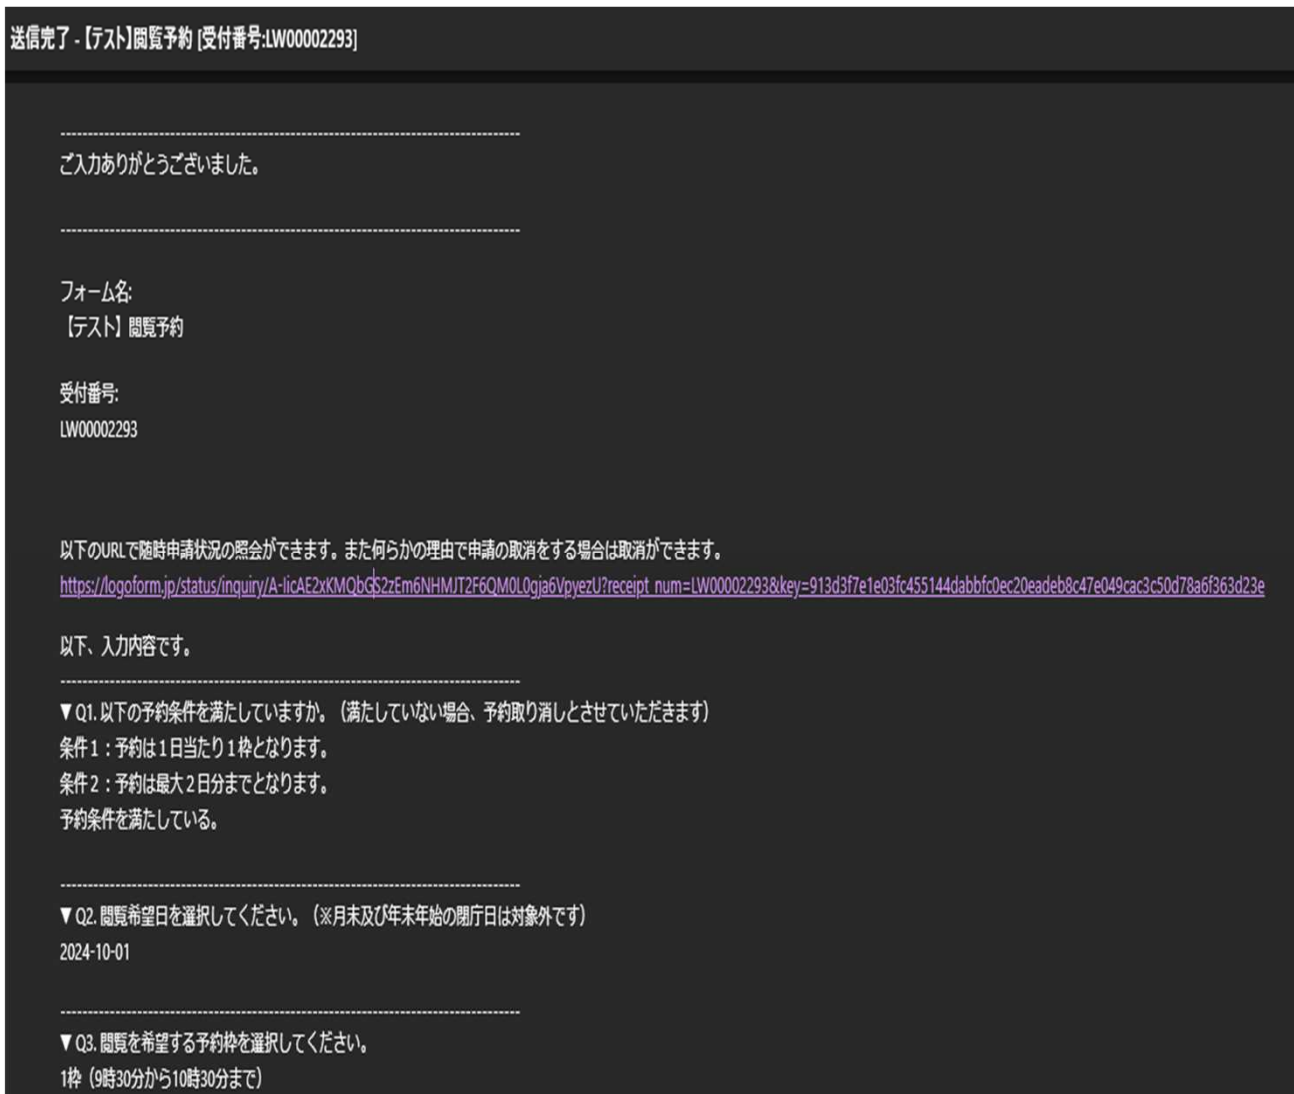 送信完了 - 【テスト】閲覧予約 [受付番号:LW00002293]
--------------------------------------------------------------------------------
ご入力ありがとうございました。
--------------------------------------------------------------------------------
フォーム名:
【テスト】閲覧予約
受付番号:
LW00002293
以下のURLで随時申請状況の照会ができます。また何らかの理由で申請の取消をする場合は取消ができます。
https://logoform.jp/status/inquiry/A-IicAE2xKMQbGS2zEm6NHMJT2F6QM0L0gja6VpyezU?receipt_num=LW00002293&key=913d3f7e1e03fc455144dabbfc0ec20eadeb8c47e049cac3c50d78a6f363d23e
以下、入力内容です。
--------------------------------------------------------------------------------
▼Q1. 以下の予約条件を満たしていますか。（満たしていない場合、予約取り消しとさせていただきます）
条件１：予約は１日当たり１枠となります。
条件２：予約は最大２日分までとなります。
予約条件を満たしている。
--------------------------------------------------------------------------------
▼Q2. 閲覧希望日を選択してください。（※月末及び年末年始の閉庁日は対象外です）
2024-10-01
--------------------------------------------------------------------------------
▼Q3. 閲覧を希望する予約枠を選択してください。
1枠（9時30分から10時30分まで）